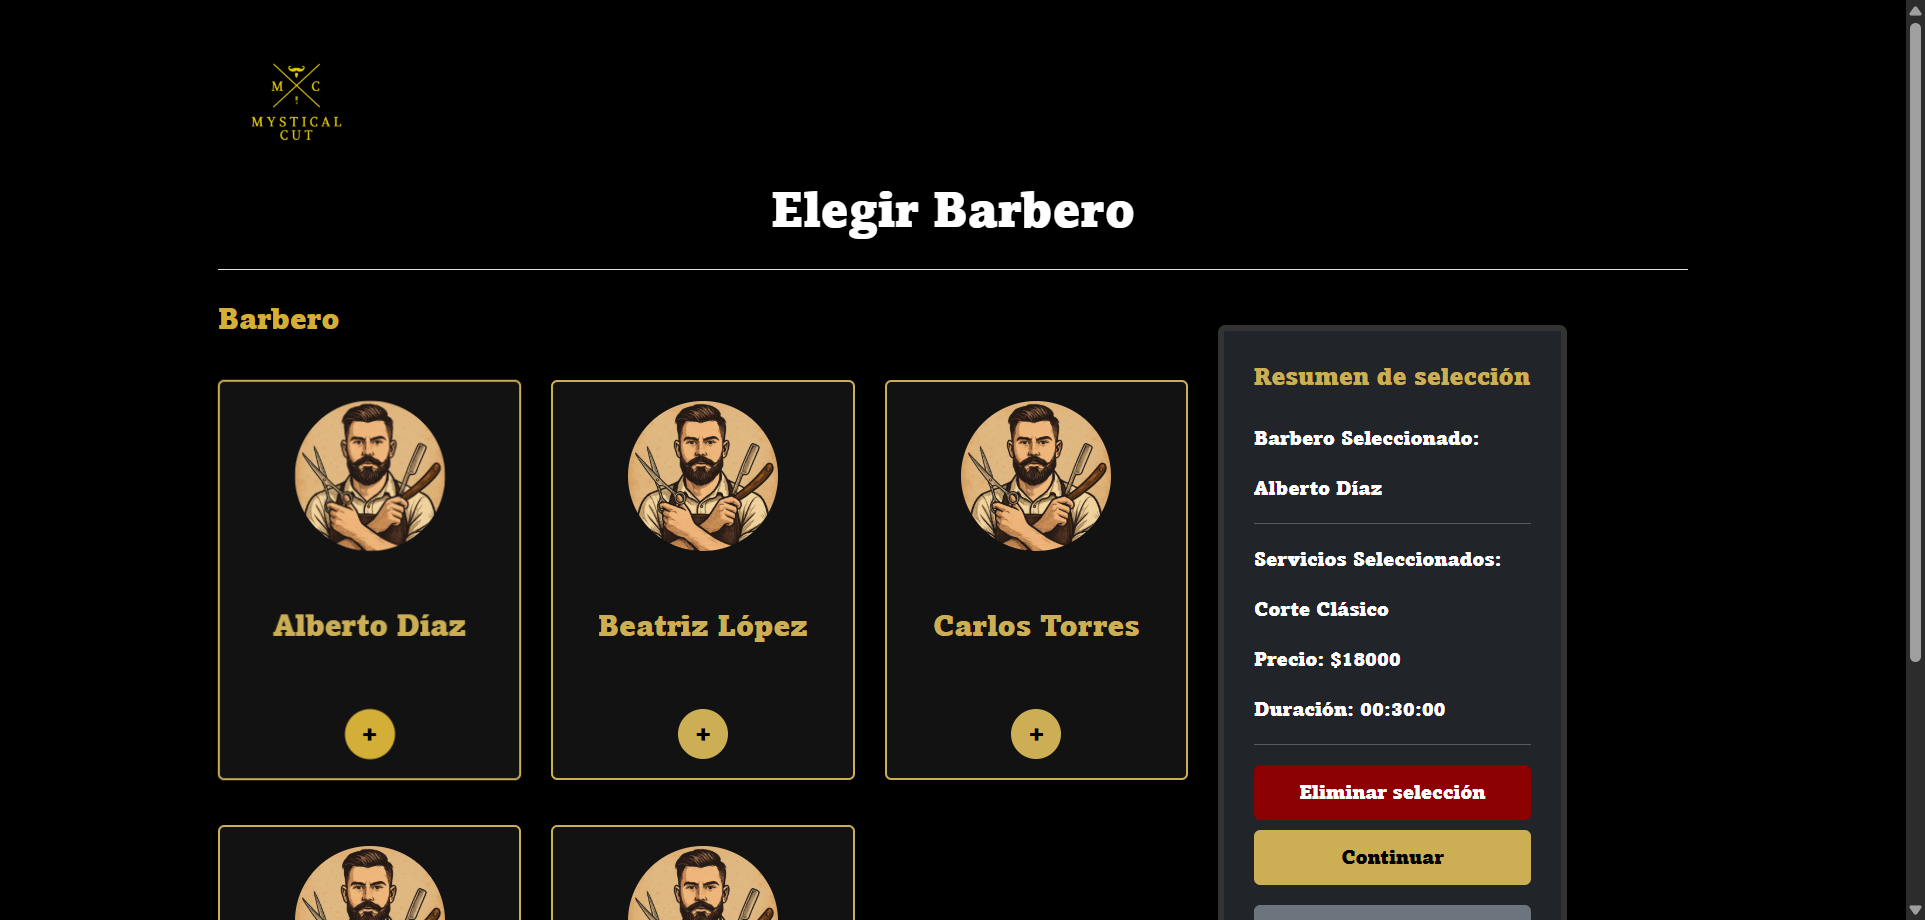 M C
MYSTICAL
CUT
Elegir Barbero
Barbero
Alberto Díaz
+
Beatriz López
+
Carlos Torres
+
Resumen de selección
Barbero Seleccionado:
Alberto Díaz
Servicios Seleccionados:
Corte Clásico
Precio: $18000
Duración: 00:30:00
Eliminar selección
Continuar